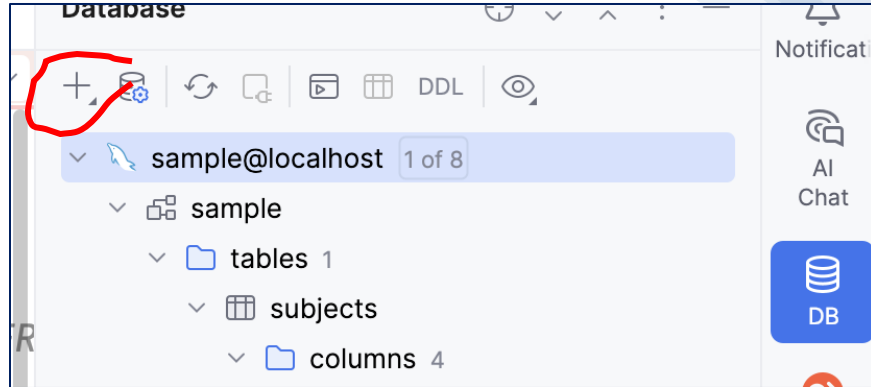 Database
Notificati
DDL
sample@localhost 1 of 8
AI
Chat
sample
tables 1
subjects
DB
columns 4